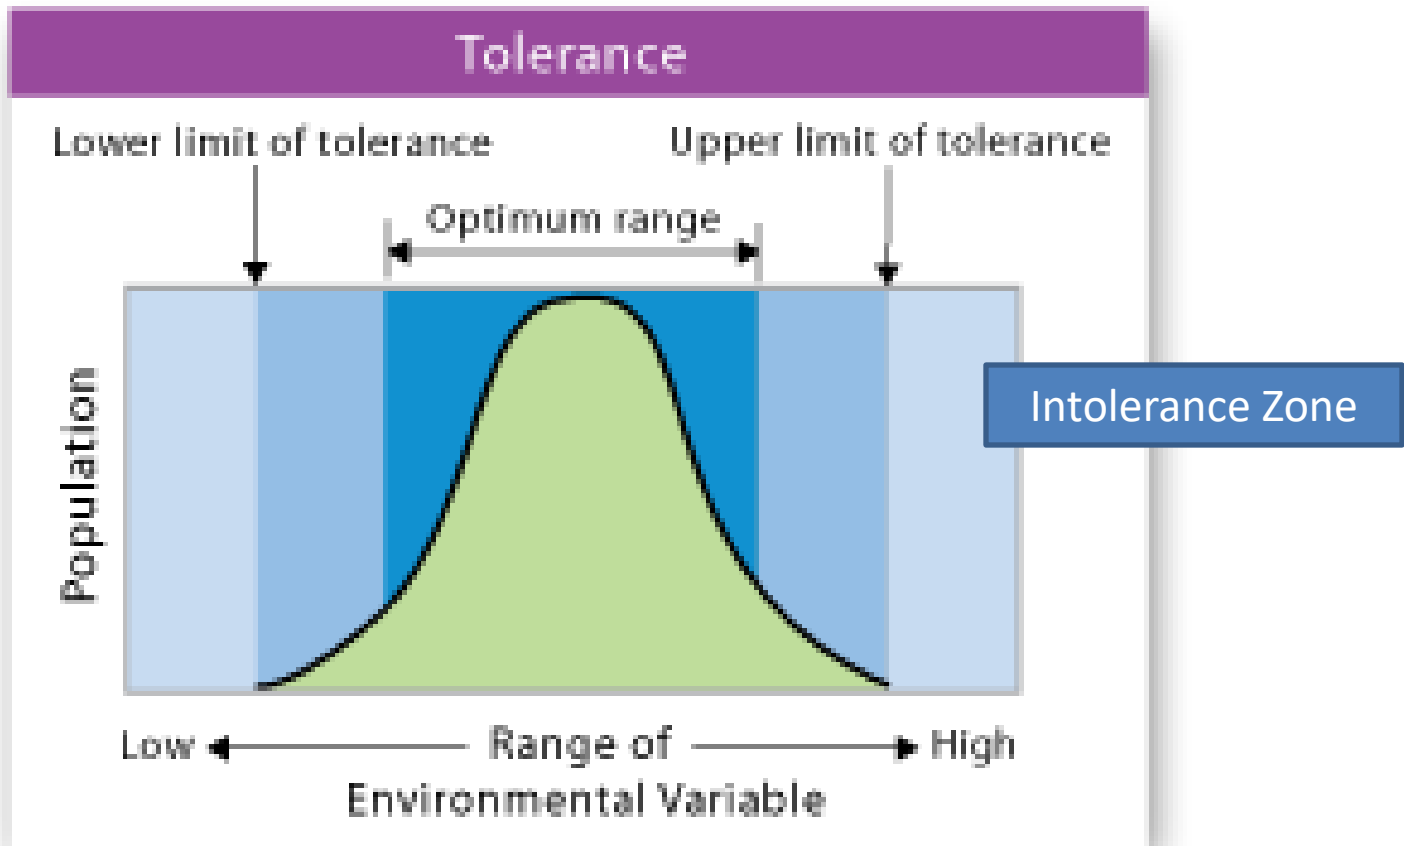 Tolerance
Lower limit of tolerance
Upper limit of tolerance
Optimum range
Population
Intolerance Zone
Low
Range of
High
Environmental Variable